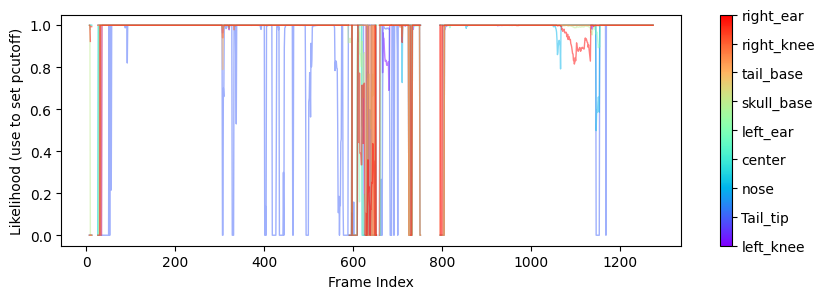 Likelihood (use to set pcutoff)
1.0
0.8
0.6
0.4
0.2
0.0
0
200
400
600
800
1000
1200
Frame Index
right_ear
right_knee
tail_base
skull_base
left_ear
center
nose
Tail_tip
left_knee